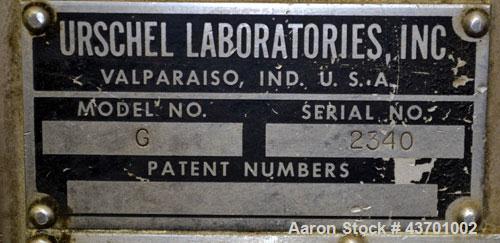 URSCHEL LABORATORIES, INC.
VALPARAISO, IND. U. S. A.
MODEL NO. SERIAL NO.
G 2340
PATENT NUMBERS
Aaron Stock # 43701002